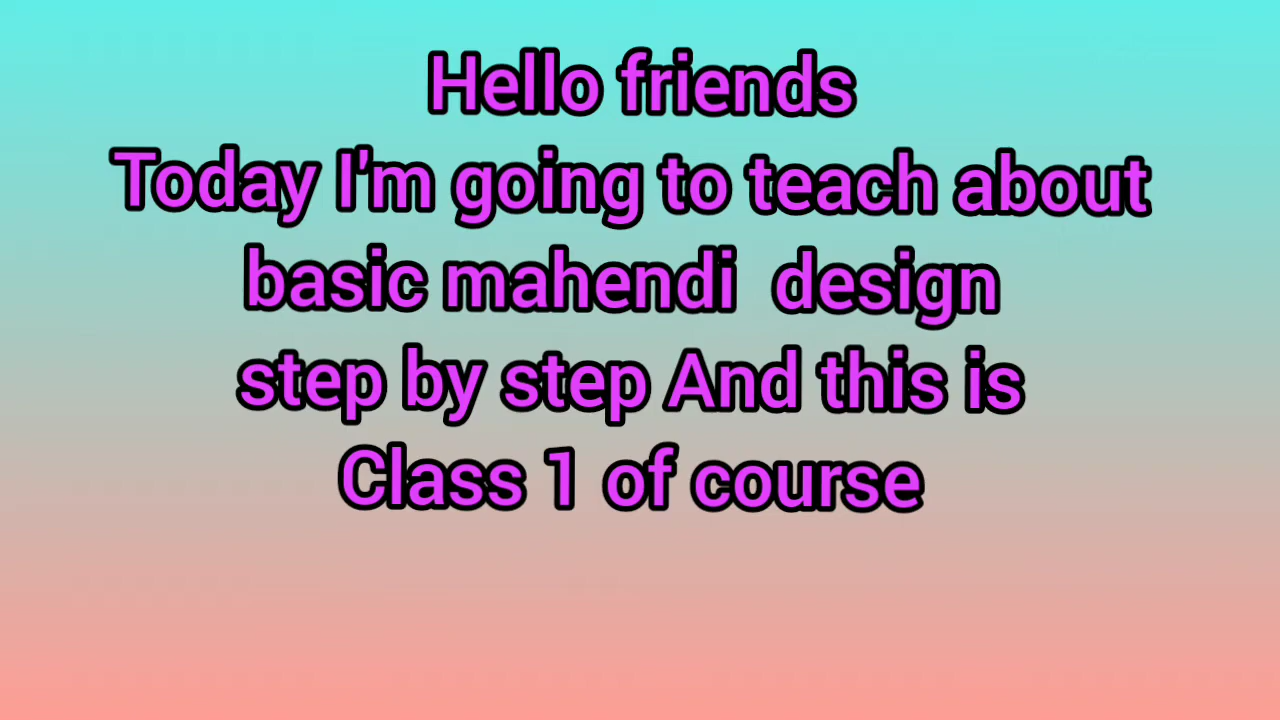 Hello friends
Today I'm going to teach about
basic mahendi  design
step by step And this is
Class 1 of course